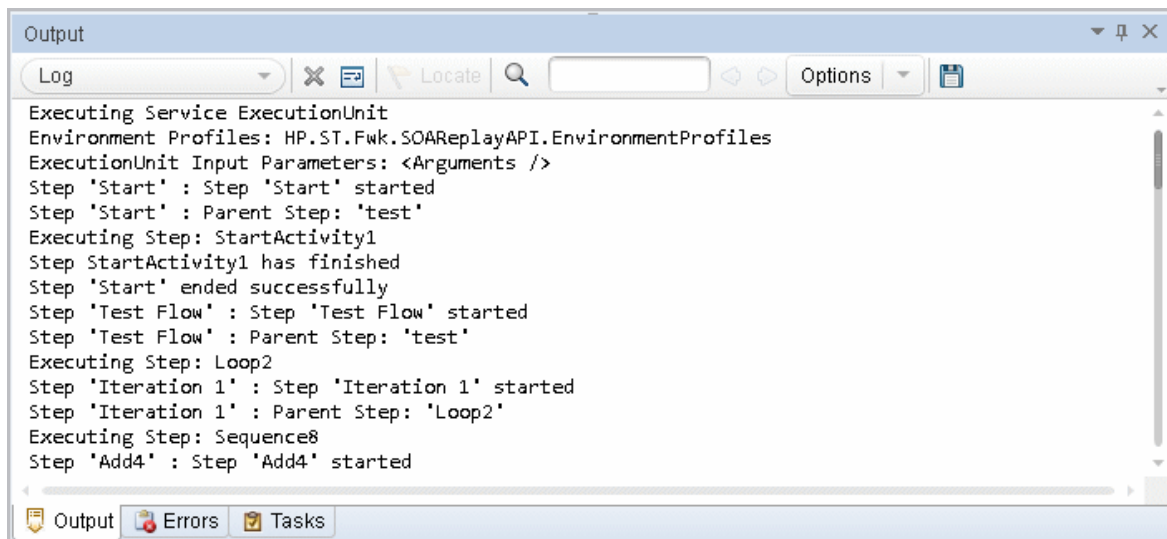 Output
Log Locate Options
Executing Service ExecutionUnit
Environment Profiles: HP.ST.Fwk.SOAReplayAPI.EnvironmentProfiles
ExecutionUnit Input Parameters: <Arguments />
Step 'Start' : Step 'Start' started
Step 'Start' : Parent Step: 'test'
Executing Step: StartActivity1
Step StartActivity1 has finished
Step 'Start' ended successfully
Step 'Test Flow' : Step 'Test Flow' started
Step 'Test Flow' : Parent Step: 'test'
Executing Step: Loop2
Step 'Iteration 1' : Step 'Iteration 1' started
Step 'Iteration 1' : Parent Step: 'Loop2'
Executing Step: Sequence8
Step 'Add4' : Step 'Add4' started
Output Errors Tasks